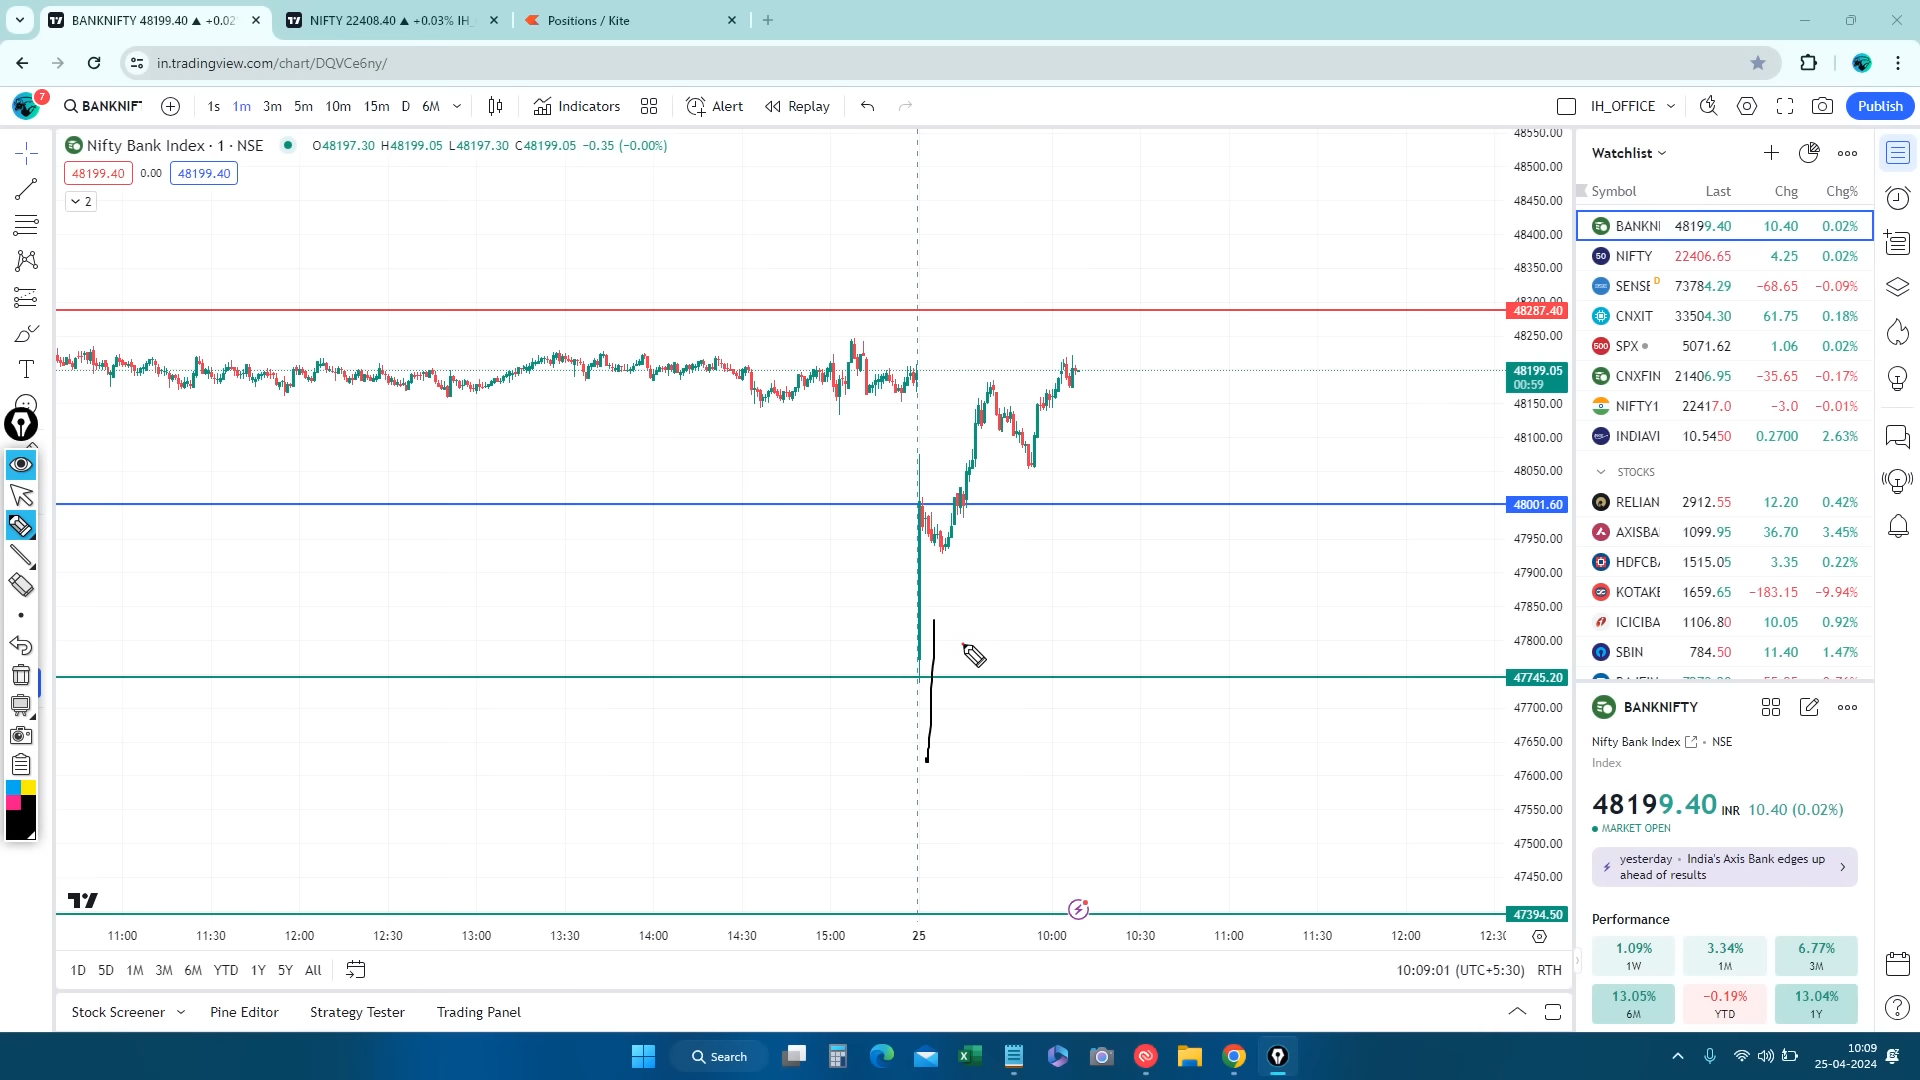 BANKNIFTY 48199.40 ▲ +0.02
NIFTY 22408.40 ▲ +0.03% IH_
Positions / Kite
in.tradingview.com/chart/DQVCe6ny/
7
BANKNIF
1s 1m 3m 5m 10m 15m D 6M
Indicators
Alert
Replay
IH_OFFICE
Publish
Nifty Bank Index · 1 · NSE
O48197.30 H48199.05 L48197.30 C48199.05 −0.35 (−0.00%)
48199.40 0.00 48199.40
2
48550.00
48500.00
48450.00
48400.00
48350.00
48300.00
48287.40
48250.00
48199.05
00:59
48150.00
48100.00
48050.00
48001.60
47950.00
47900.00
47850.00
47800.00
47745.20
47700.00
47650.00
47600.00
47550.00
47500.00
47450.00
47394.50
11:00 11:30 12:00 12:30 13:00 13:30 14:00 14:30 15:00 25 10:00 10:30 11:00 11:30 12:00 12:30
1D 5D 1M 3M 6M YTD 1Y 5Y All
10:09:01 (UTC+5:30) RTH
Stock Screener Pine Editor Strategy Tester Trading Panel
Watchlist
Symbol Last Chg Chg%
BANKNI 48199.40 10.40 0.02%
50 NIFTY 22406.65 4.25 0.02%
SENSE D 73784.29 −68.65 −0.09%
CNXIT 33504.30 61.75 0.18%
500 SPX 5071.62 1.06 0.02%
CNXFIN 21406.95 −35.65 −0.17%
NIFTY1 22417.0 −3.0 −0.01%
INDIAVI 10.5450 0.2700 2.63%
STOCKS
RELIAN 2912.55 12.20 0.42%
AXISBA 1099.95 36.70 3.45%
HDFCB 1515.05 3.35 0.22%
KOTAKE 1659.65 −183.15 −9.94%
ICICIBA 1106.80 10.05 0.92%
SBIN 784.50 11.40 1.47%
BANKNIFTY
Nifty Bank Index • NSE
Index
48199.40 INR 10.40 (0.02%)
MARKET OPEN
yesterday • India's Axis Bank edges up
ahead of results
Performance
1.09% 3.34% 6.77%
1W 1M 3M
13.05% −0.19% 13.04%
6M YTD 1Y
Search
10:09
25-04-2024